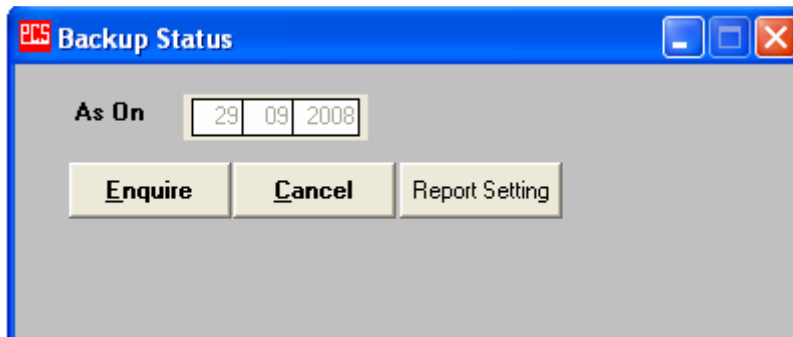 PCS Backup Status
As On 29 09 2008
Enquire Cancel Report Setting